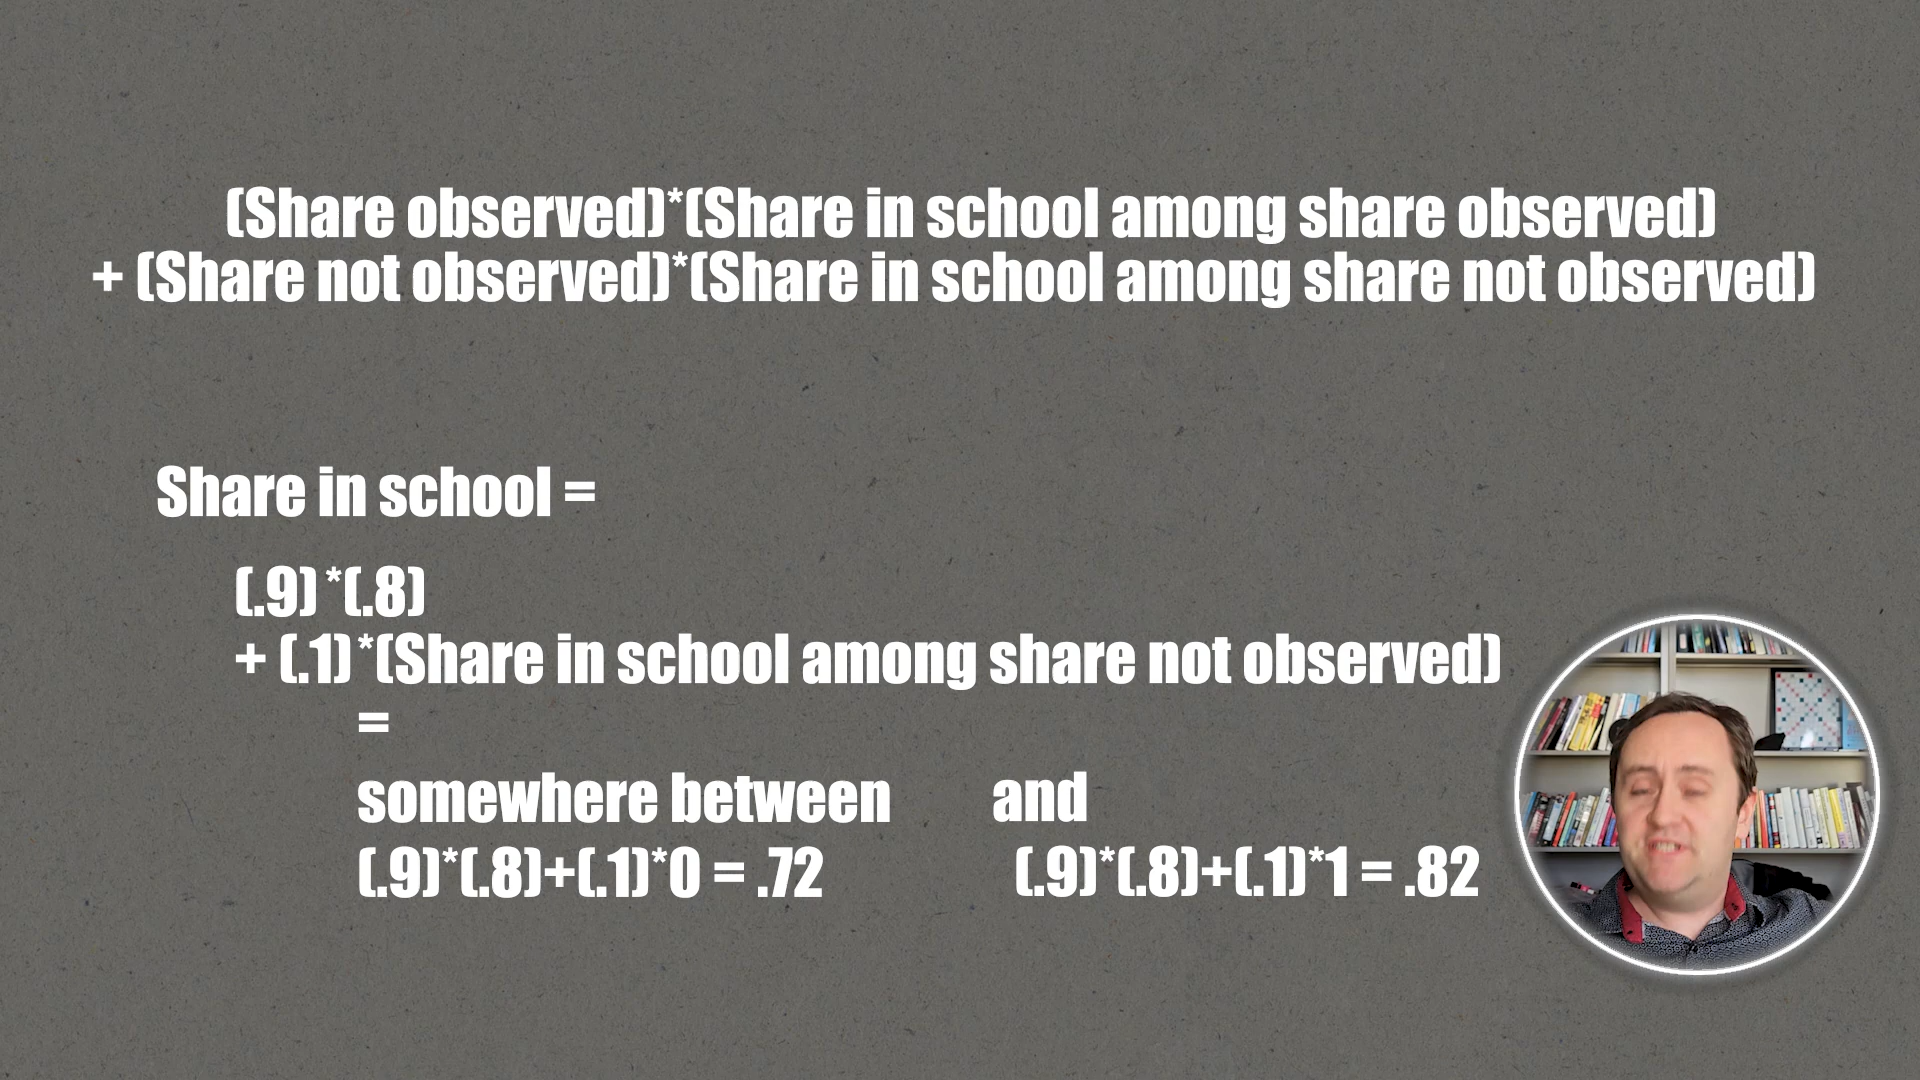 (Share observed)*(Share in school among share observed)
+ (Share not observed)*(Share in school among share not observed)
Share in school =
(.9) *(.8)
+ (.1) *(Share in school among share not observed)
=
somewhere between and
(.9)*(.8)+(.1)*0 = .72 (.9)*(.8)+(.1)*1 = .82